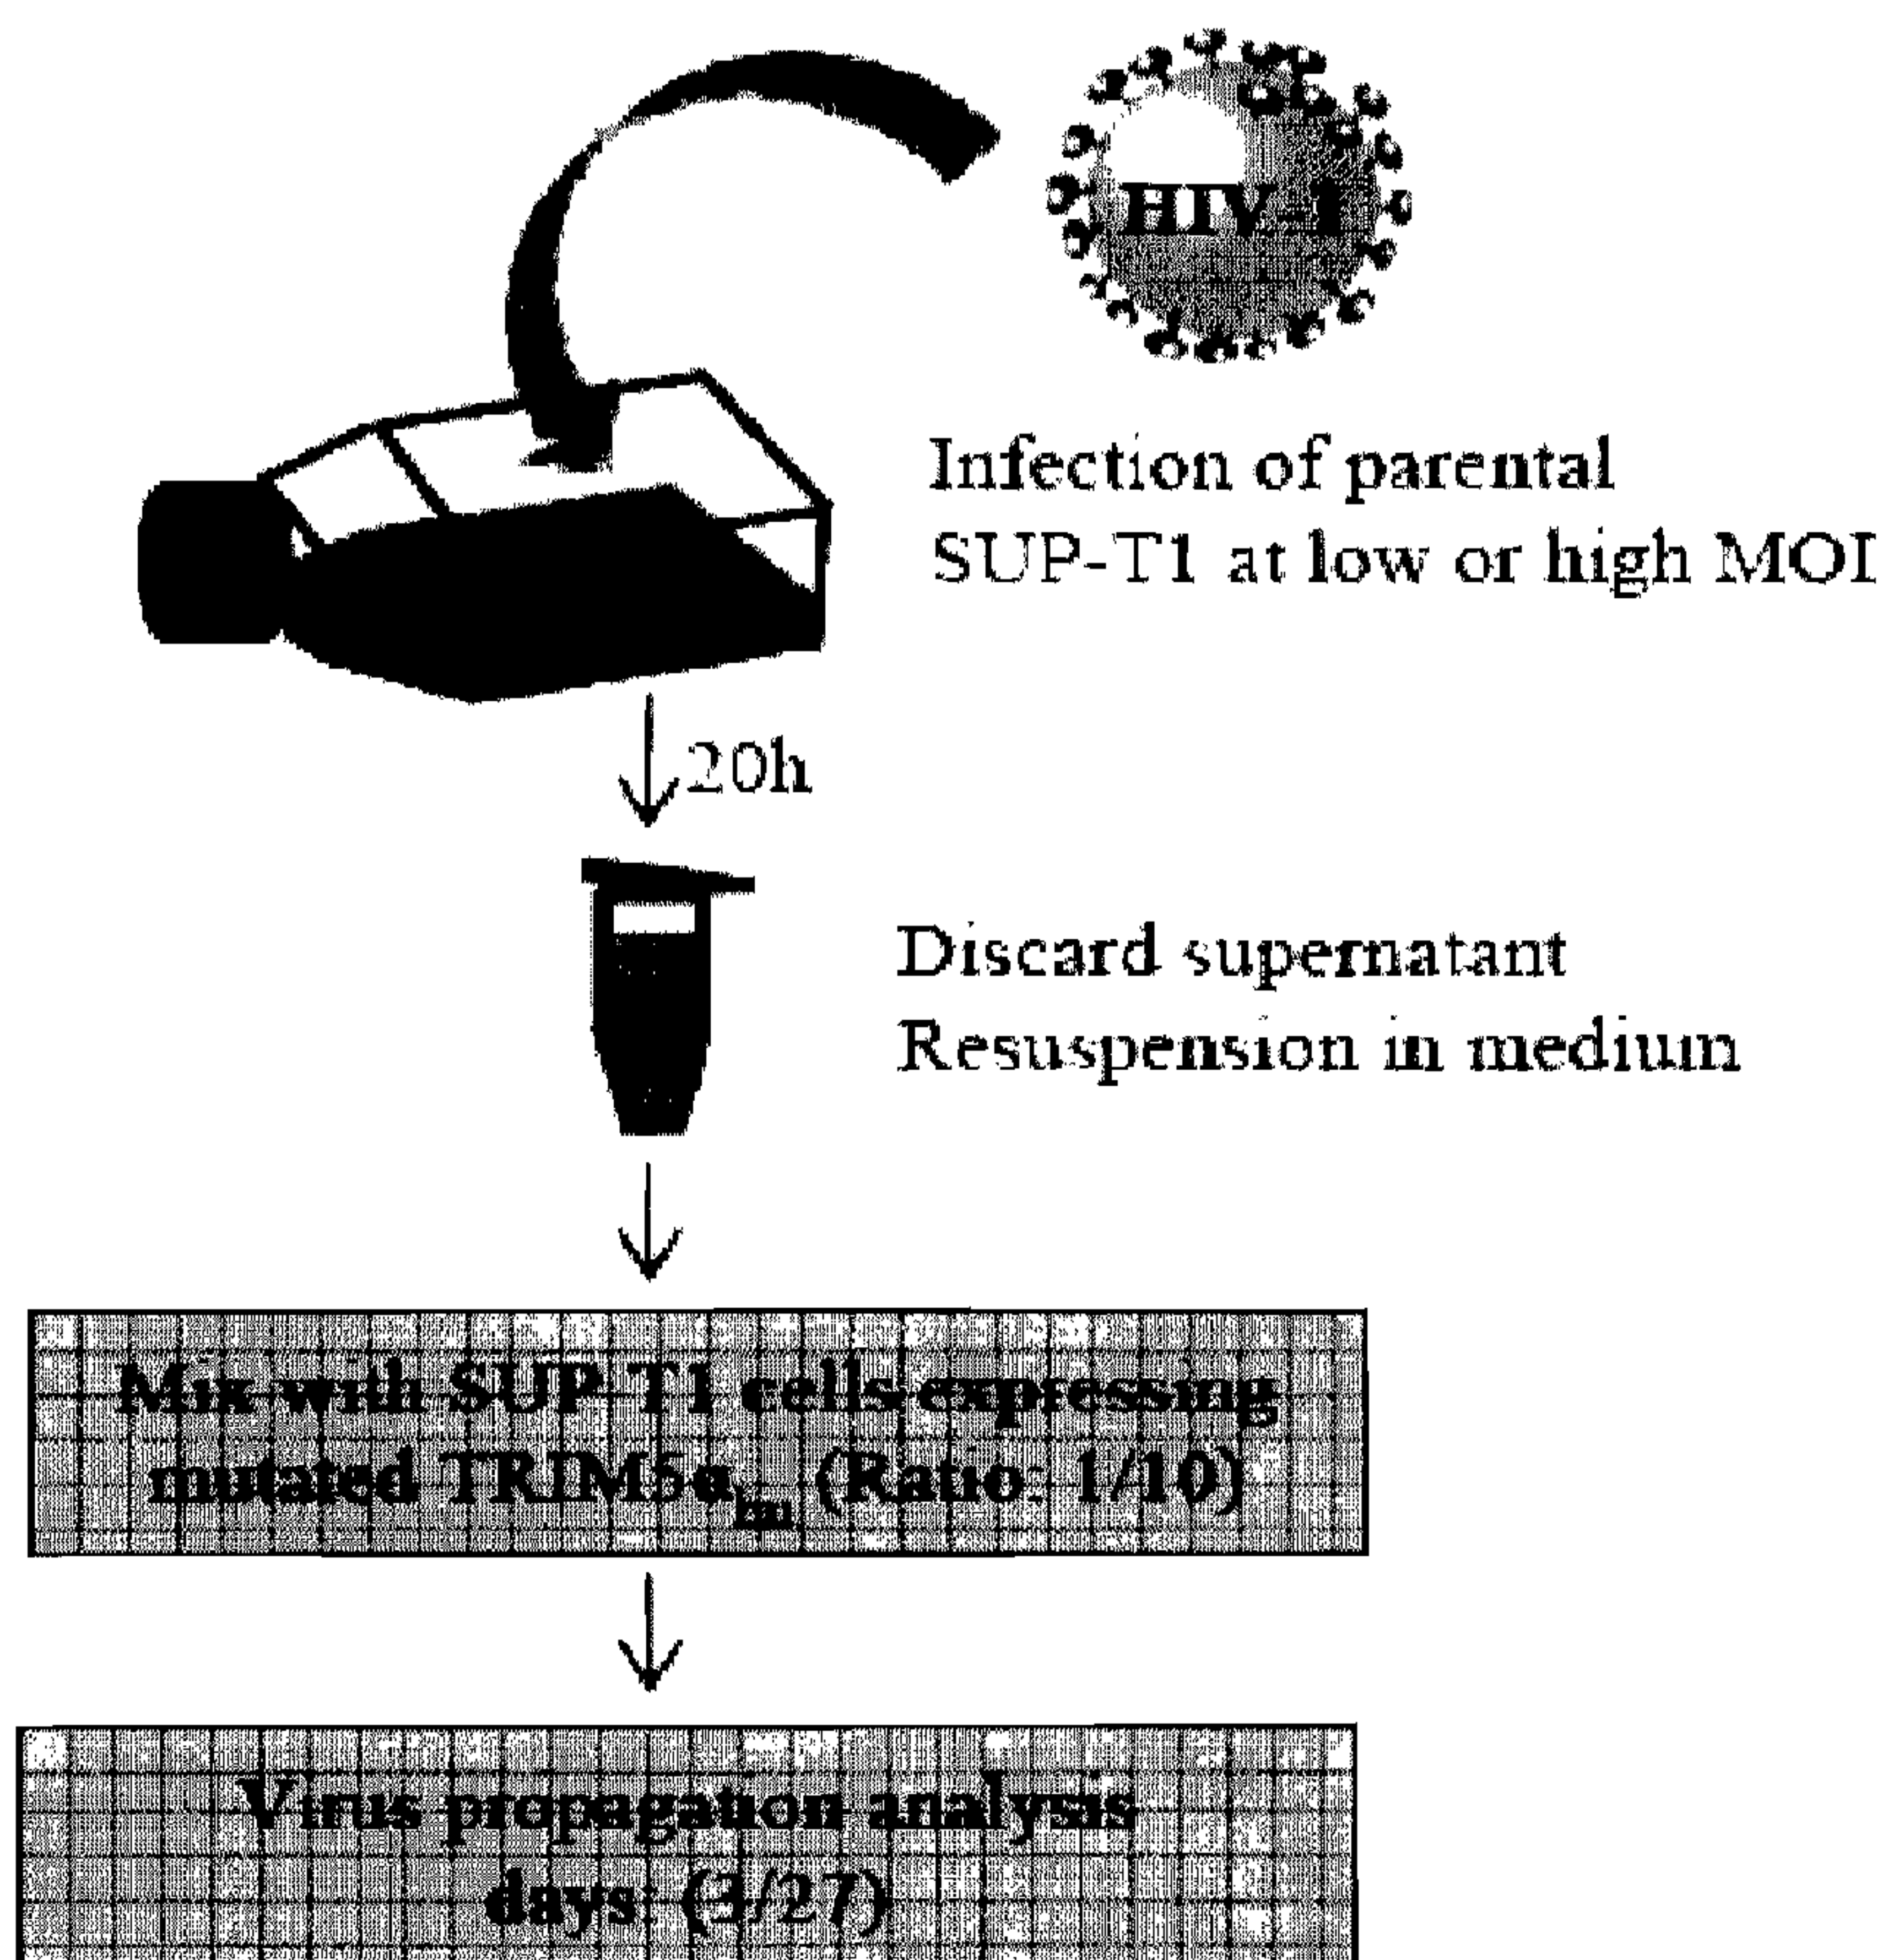 HIV-1
Infection of parental
SUP-T1 at low or high MOI
20h
Discard supernatant
Resuspension in medium
Mix with SUP-T1 cells expressing
mutated TRIM5αhu (Ratio: 1/10)
Virus propagation analysis
days: (3/27)